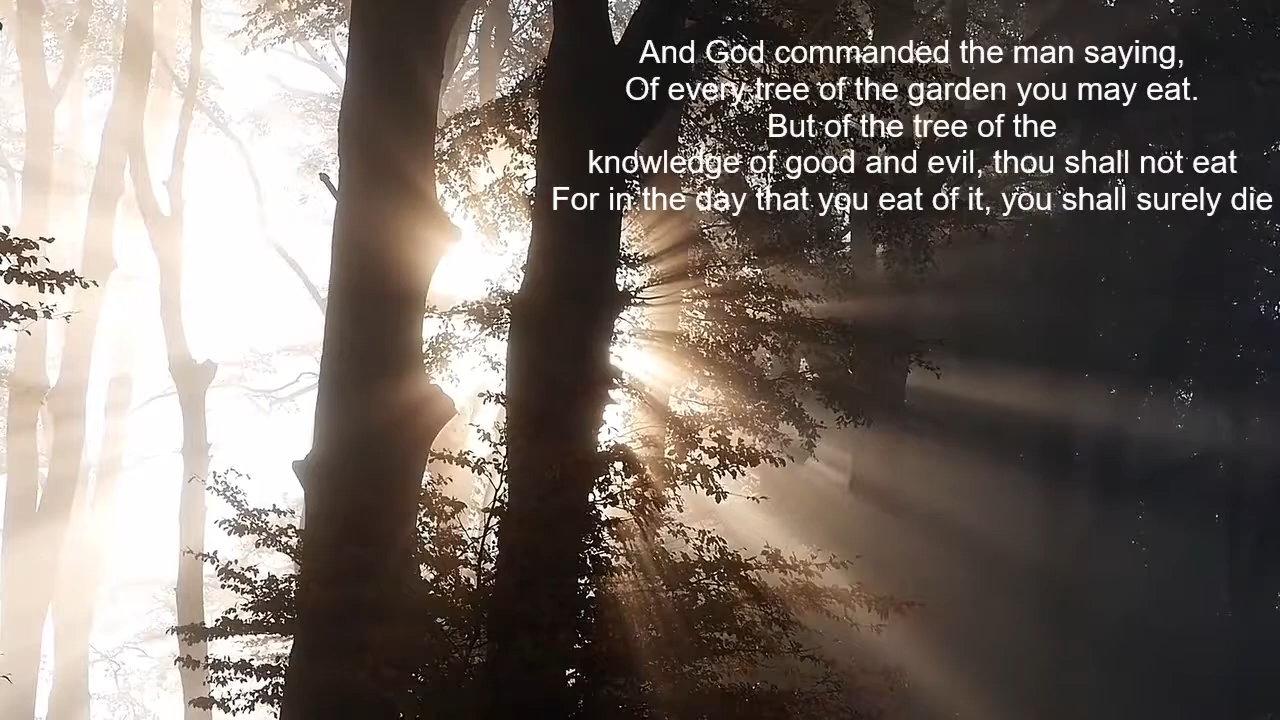 And God commanded the man saying,
Of every tree of the garden you may eat.
But of the tree of the
knowledge of good and evil, thou shall not eat
For in the day that you eat of it, you shall surely die